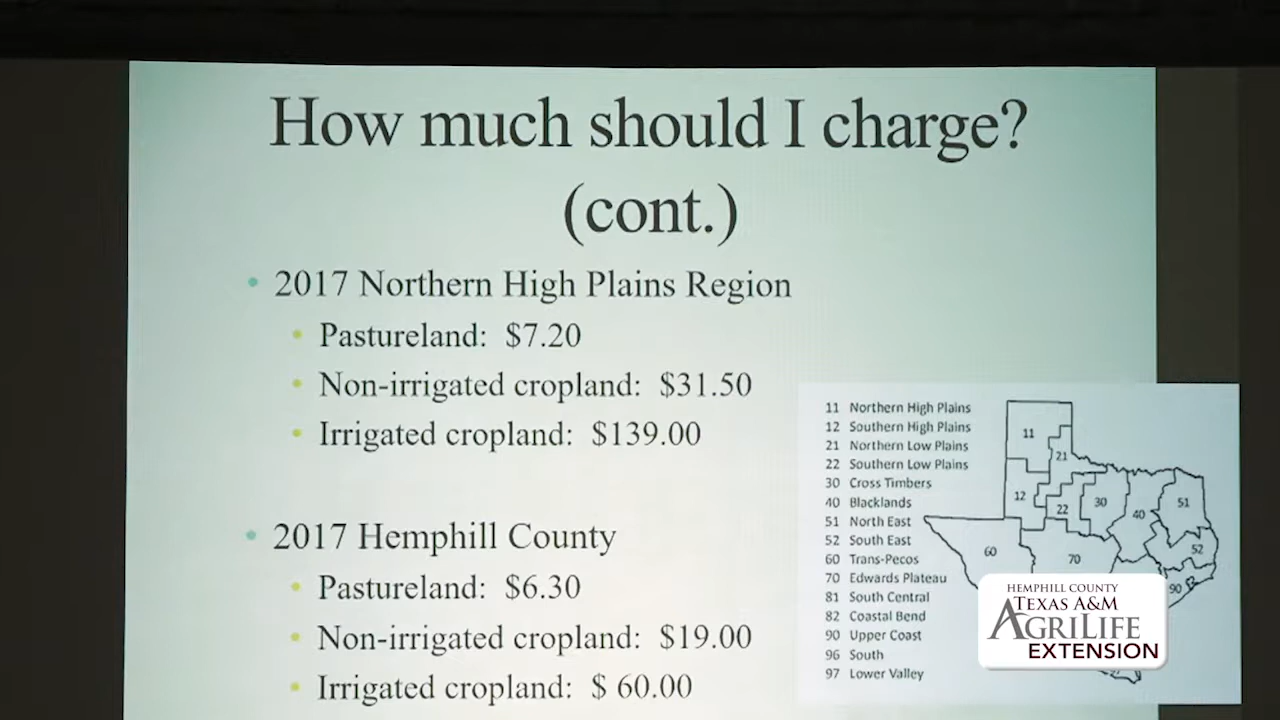 How much should I charge?
(cont.)
• 2017 Northern High Plains Region
• Pastureland: $7.20
• Non-irrigated cropland: $31.50
• Irrigated cropland: $139.00
• 2017 Hemphill County
• Pastureland: $6.30
• Non-irrigated cropland: $19.00
• Irrigated cropland: $ 60.00
11 Northern High Plains
12 Southern High Plains
21 Northern Low Plains
22 Southern Low Plains
30 Cross Timbers
40 Blacklands
51 North East
52 South East
60 Trans-Pecos
70 Edwards Plateau
81 South Central
82 Coastal Bend
90 Upper Coast
96 South
97 Lower Valley
11
21
12
22
30
40
51
52
60
70
90
HEMPHILL COUNTY
TEXAS A&M
AGRILIFE
EXTENSION